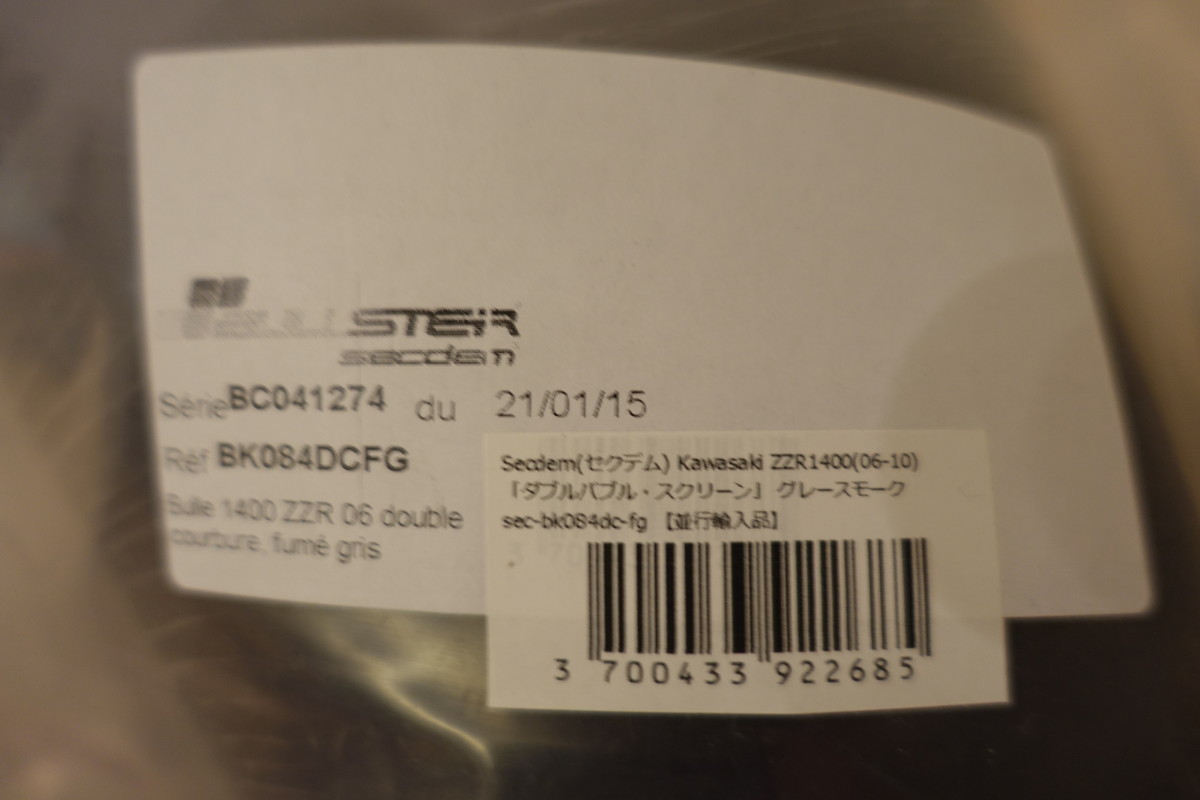 STER
secdem
Série BC041274 du 21/01/15
Réf BK084DCFG
Bulle 1400 ZZR 06 double
courbure, fumé gris
Secdem(セクデム) Kawasaki ZZR1400(06-10)
「ダブルバブル・スクリーン」 グレースモーク
sec-bk084dc-fg 【並行輸入品】
3 700433 922685